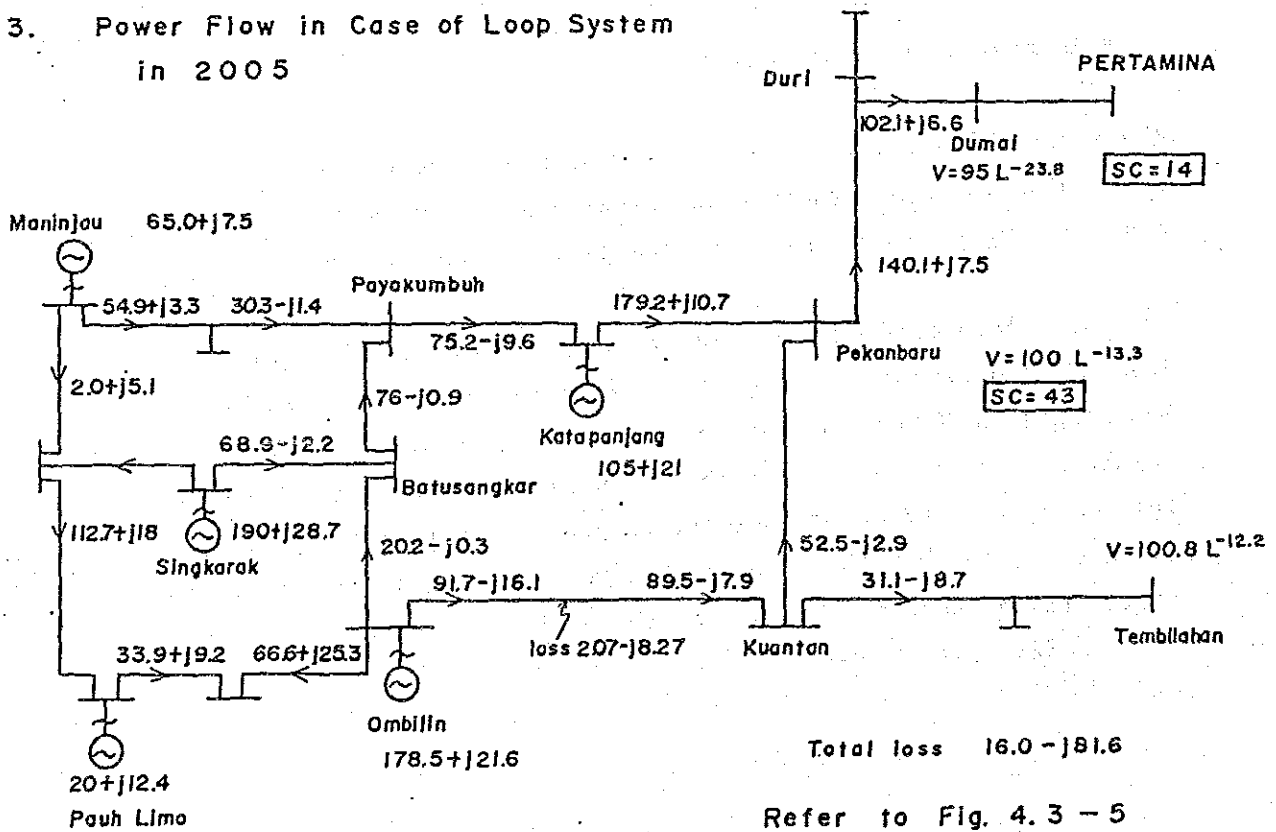 3. Power Flow in Case of Loop System
in 2005
Duri
PERTAMINA
102.1+j6.6
Dumai
V=95 L-23.8
SC=14
Maninjau 65.0+j7.5
140.1+j7.5
Payakumbuh
54.9+j3.3
30.3-j1.4
179.2+j10.7
75.2-j9.6
Pekanbaru
V=100 L-13.3
SC=43
2.0+j5.1
76-j0.9
Katapanjang
105+j21
68.9-j2.2
Batusangkar
112.7+j18
190+j28.7
Singkarak
20.2-j0.3
52.5-j2.9
V=100.8 L-12.2
91.7-j16.1
89.5-j7.9
31.1-j8.7
loss 2.07-j8.27
Kuantan
Tembilahan
33.9+j9.2
66.6+j25.3
Ombilin
178.5+j21.6
Total loss 16.0-j81.6
20+j12.4
Pauh Limo
Refer to Fig. 4.3-5